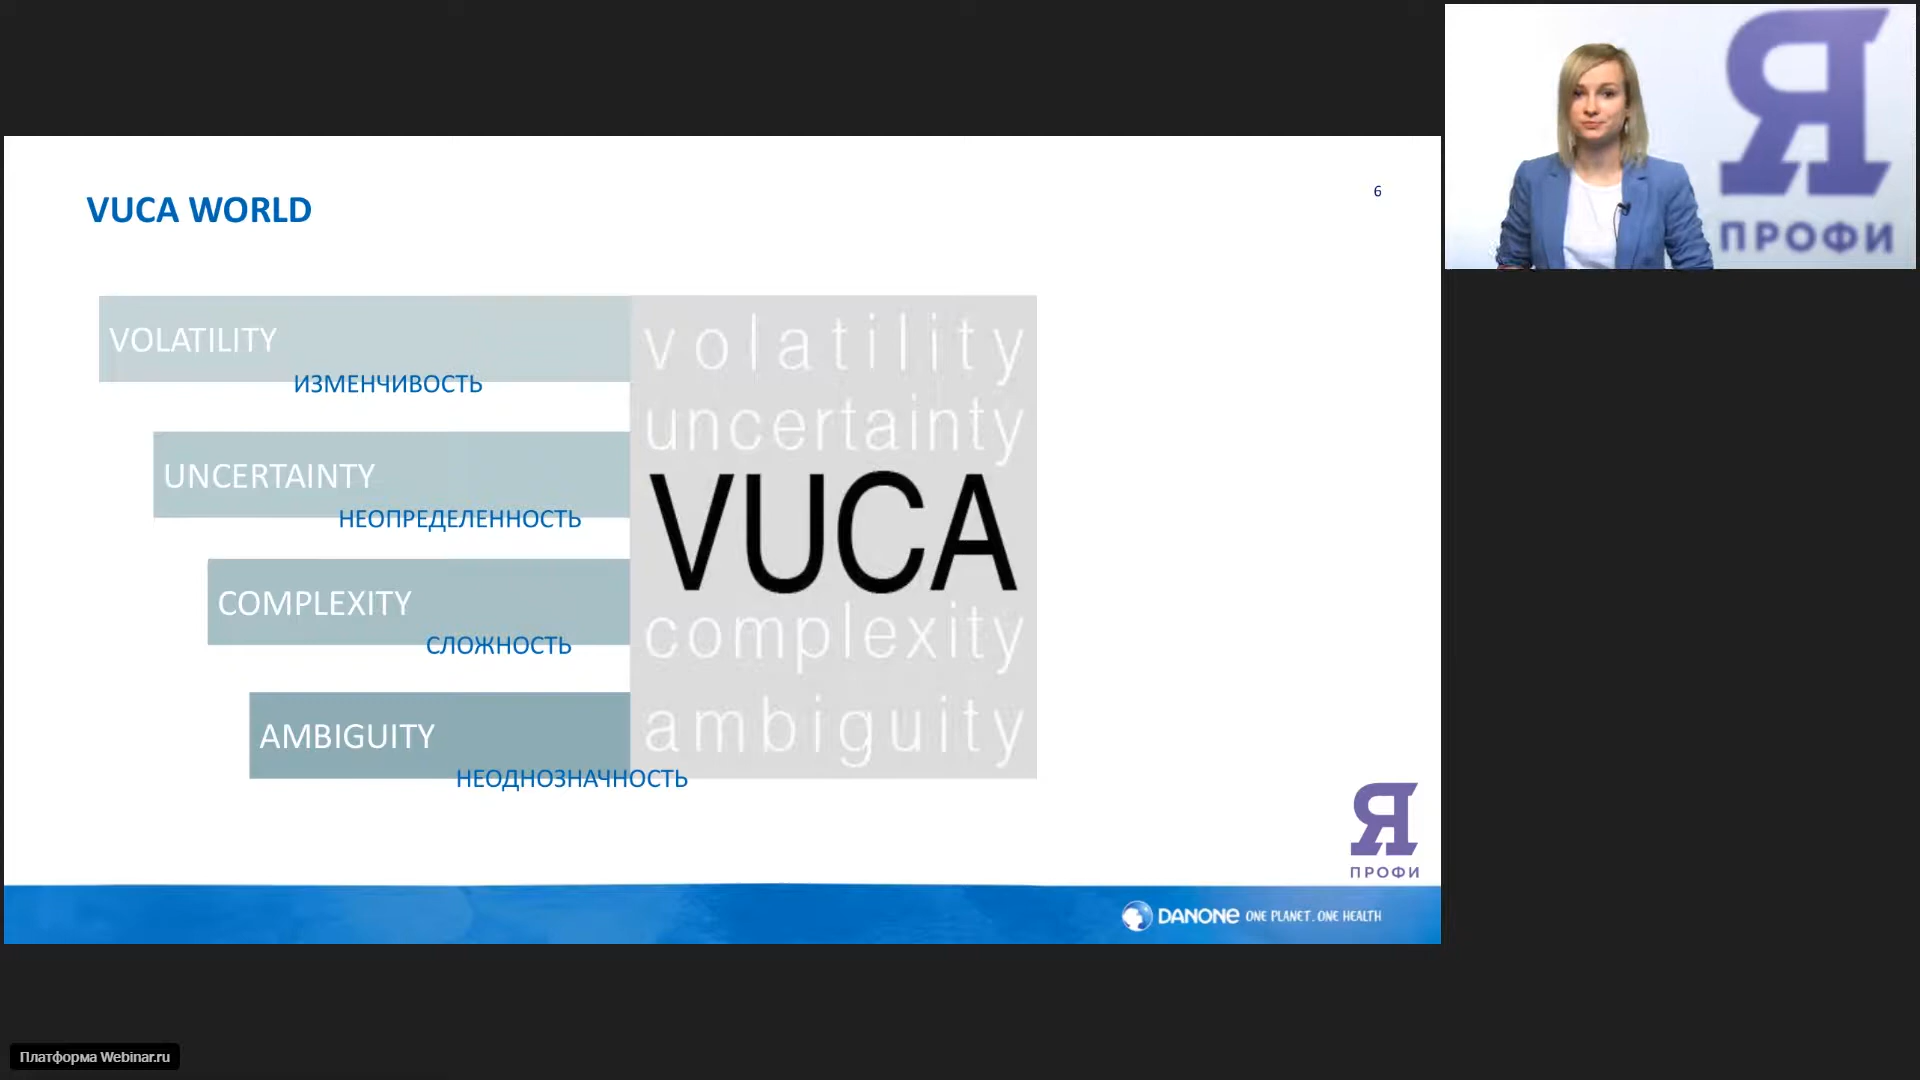 VUCA WORLD
6
VOLATILITY
ИЗМЕНЧИВОСТЬ
UNCERTAINTY
НЕОПРЕДЕЛЕННОСТЬ
COMPLEXITY
СЛОЖНОСТЬ
AMBIGUITY
НЕОДНОЗНАЧНОСТЬ
volatility
uncertainty
VUCA
complexity
ambiguity
Я
ПРОФИ
DANONE ONE PLANET. ONE HEALTH
Я
ПРОФИ
Платформа Webinar.ru